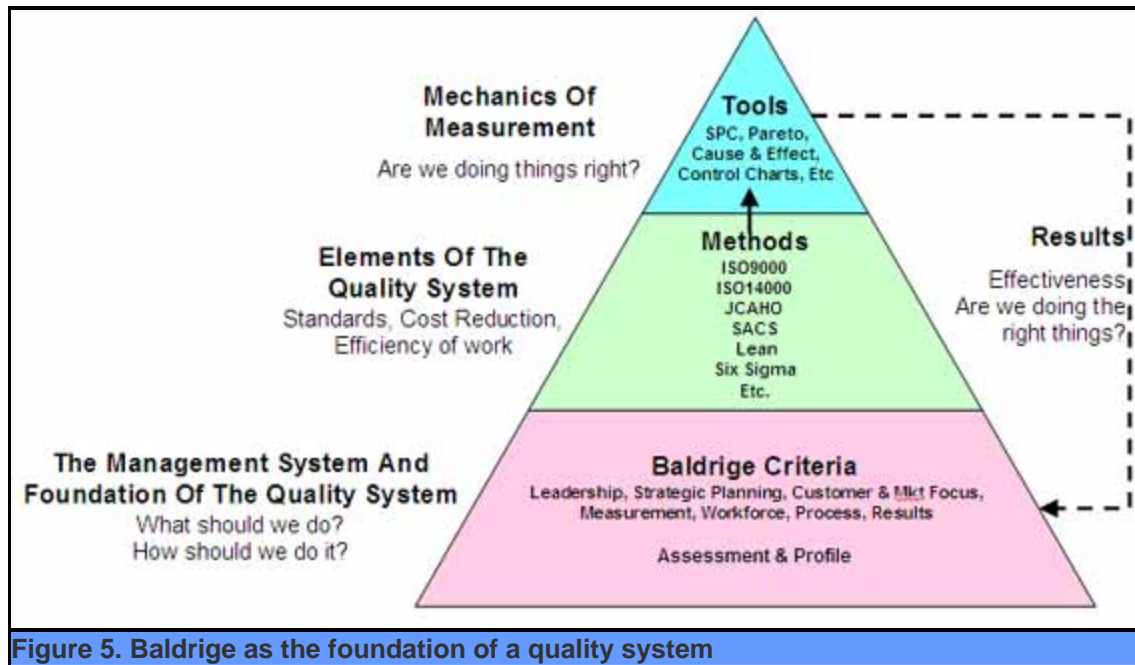 Mechanics Of
Measurement
Are we doing things right?
Tools
SPC, Pareto,
Cause & Effect,
Control Charts, Etc
Elements Of The
Quality System
Standards, Cost Reduction,
Efficiency of work
Methods
ISO9000
ISO14000
JCAHO
SACS
Lean
Six Sigma
Etc.
Results
Effectiveness
Are we doing the
right things?
The Management System And
Foundation Of The Quality System
What should we do?
How should we do it?
Baldrige Criteria
Leadership, Strategic Planning, Customer & Mkt Focus,
Measurement, Workforce, Process, Results
Assessment & Profile
Figure 5. Baldrige as the foundation of a quality system